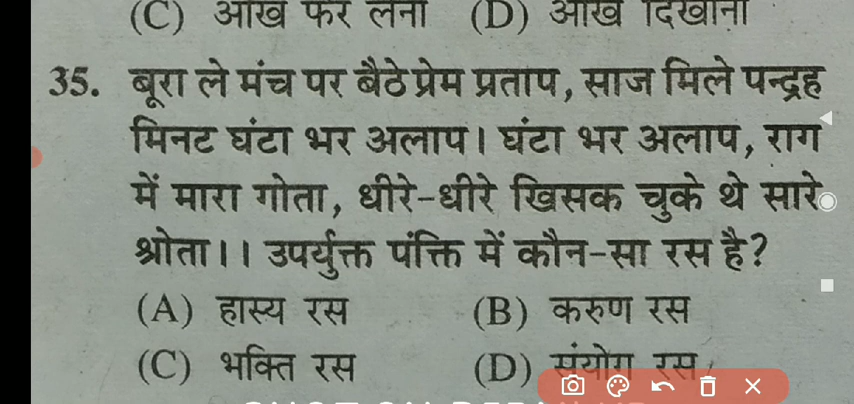 (C) आँख फेर लेना (D) आँख दिखाना
35. बूरा ले मंच पर बैठे प्रेम प्रताप, साज मिले पन्द्रह
मिनट घंटा भर अलाप। घंटा भर अलाप, राग
में मारा गोता, धीरे-धीरे खिसक चुके थे सारे
श्रोता।। उपर्युक्त पंक्ति में कौन-सा रस है?
(A) हास्य रस (B) करुण रस
(C) भक्ति रस (D) संयोग रस